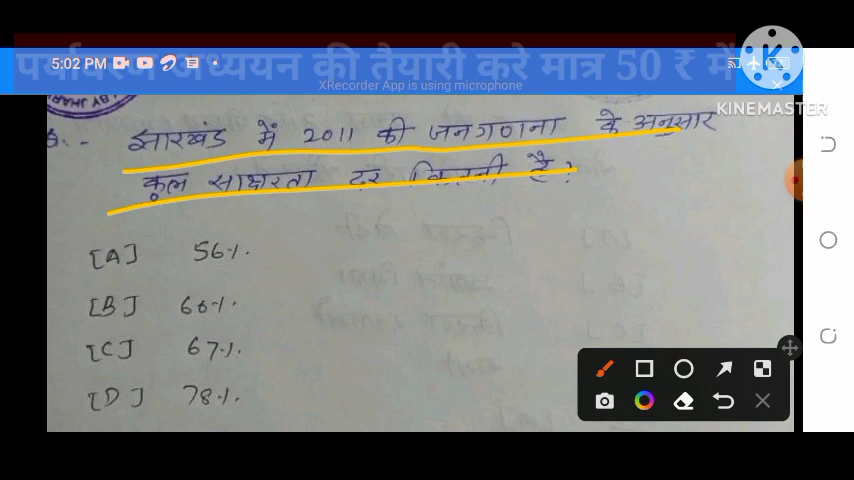 पर्यावरण अध्ययन की तैयारी करे मात्र 50 ₹ में
5:02 PM
XRecorder App is using microphone
KINEMASTER
झारखंड में 2011 की जनगणना के अनुसार
कुल साक्षरता दर कितनी है?
[A] 56%.
[B] 66%.
[C] 67%.
[D] 78%.